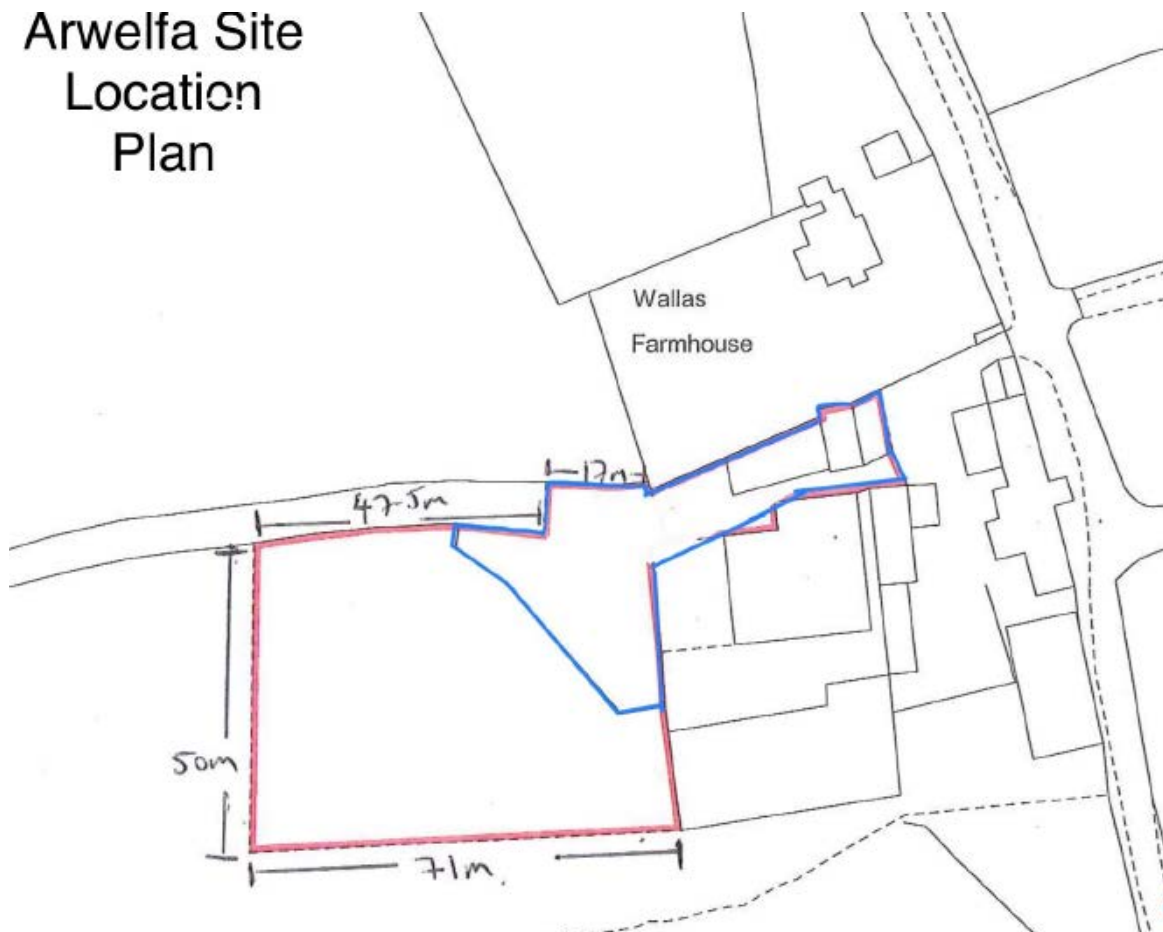 Arwelfa Site
Location
Plan
Wallas
Farmhouse
17m
47.5m
50m
71m.